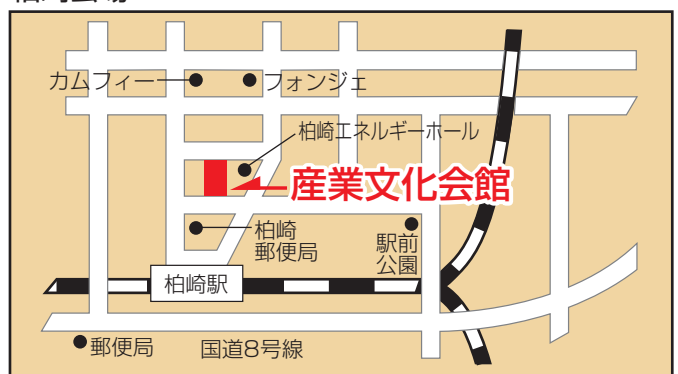 カムフィー
フォンジェ
柏崎エネルギーホール
産業文化会館
柏崎
郵便局
駅前
公園
柏崎駅
郵便局
国道8号線